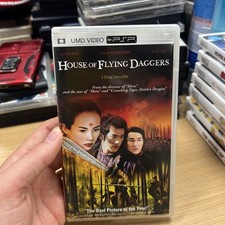 UMD VIDEO PSP
HOUSE OF FLYING DAGGERS
From the director of "Hero"
and the star of "Hero" and "Crouching Tiger, Hidden Dragon"
The Best Picture of the Year!